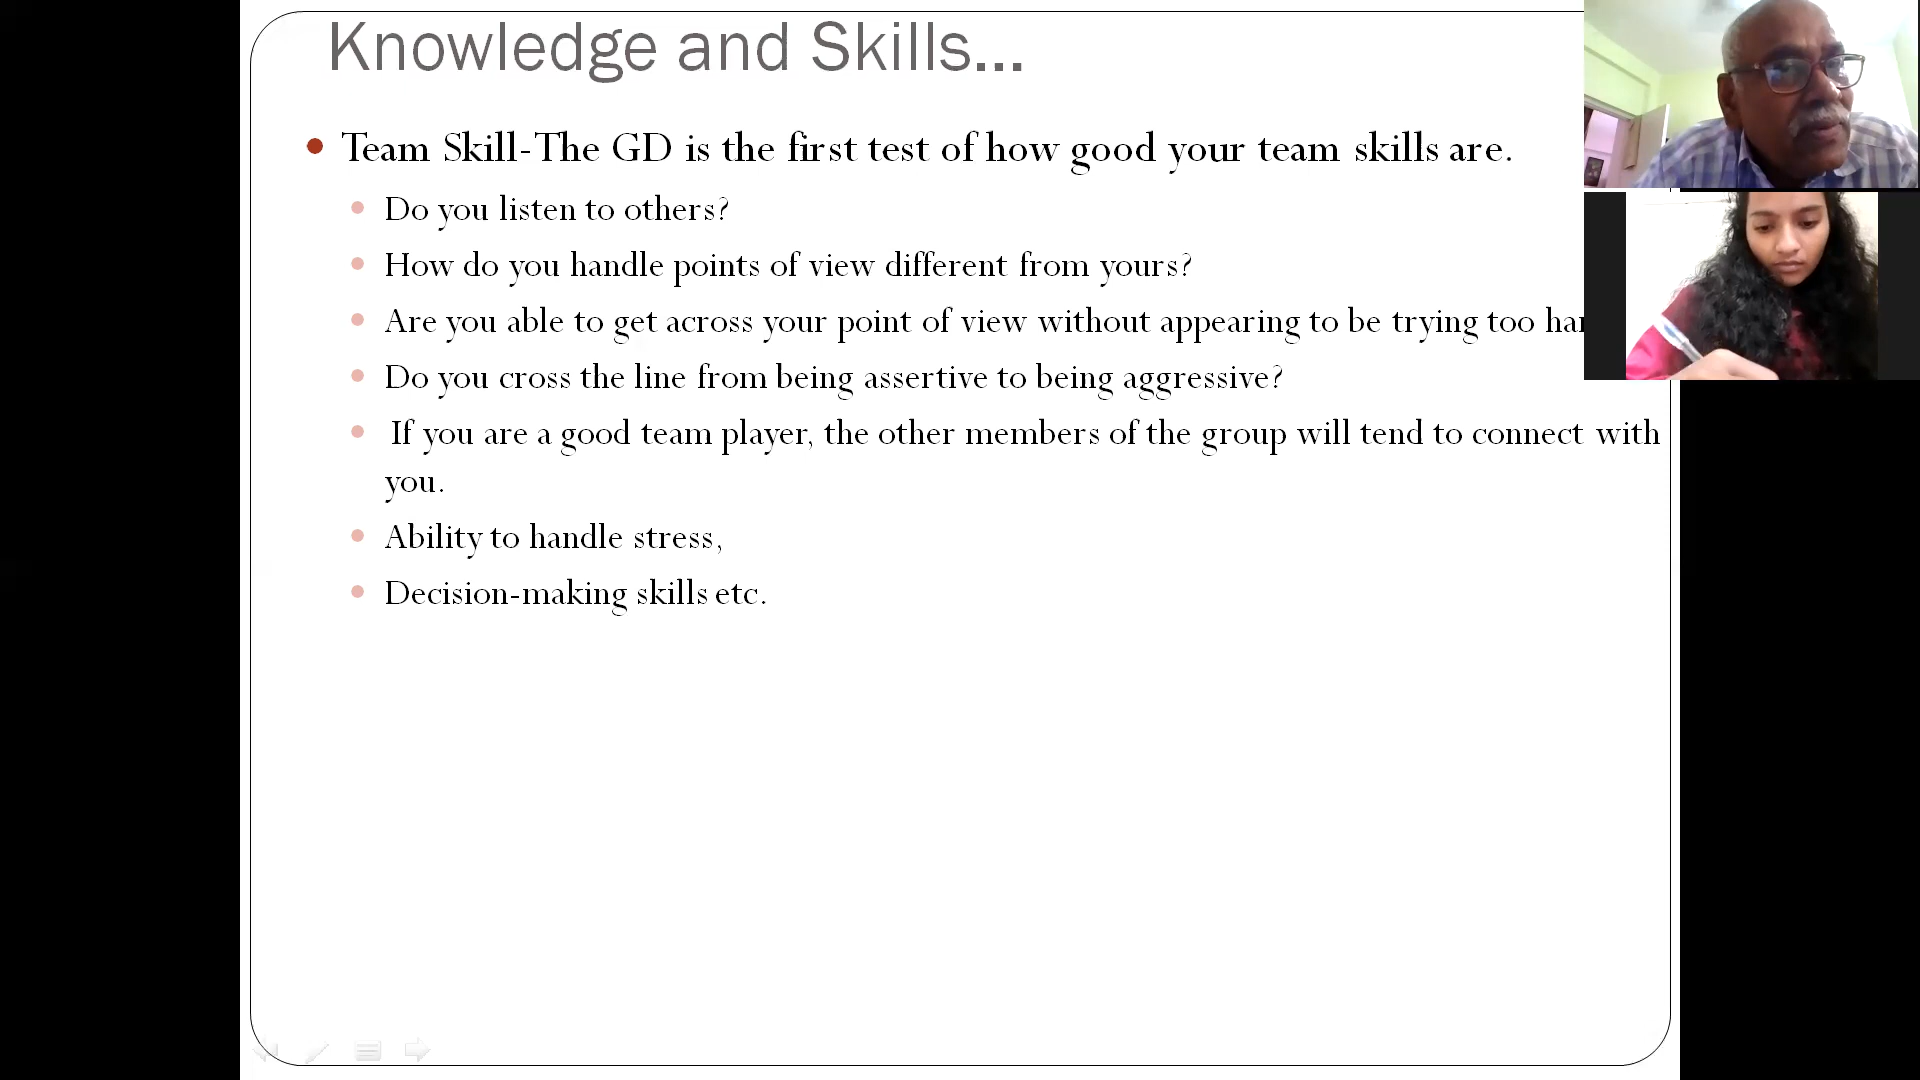 Knowledge and Skills...
Team Skill-The GD is the first test of how good your team skills are.
Do you listen to others?
How do you handle points of view different from yours?
Are you able to get across your point of view without appearing to be trying too
Do you cross the line from being assertive to being aggressive?
If you are a good team player, the other members of the group will tend to connect with
you.
Ability to handle stress,
Decision-making skills etc.